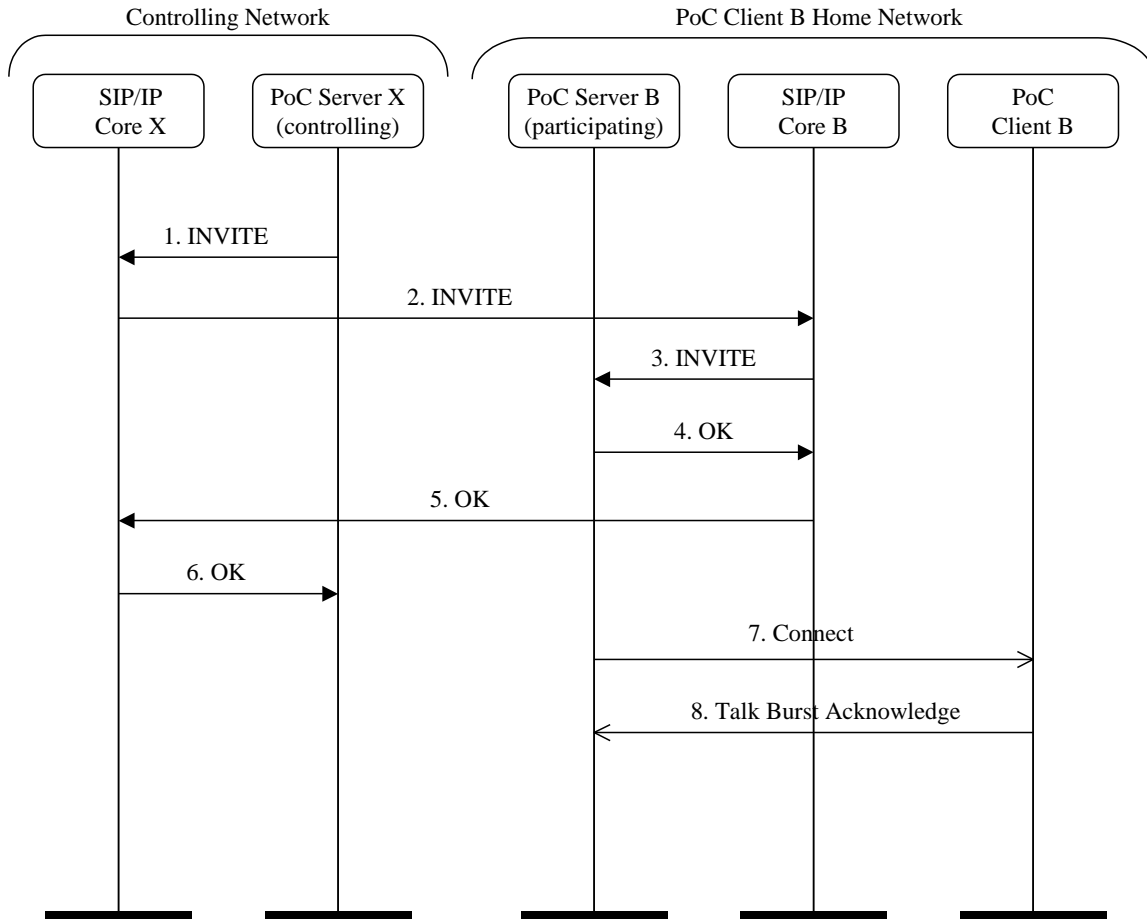 Controlling Network
PoC Client B Home Network
SIP/IP
Core X
PoC Server X
(controlling)
PoC Server B
(participating)
SIP/IP
Core B
PoC
Client B
1. INVITE
2. INVITE
3. INVITE
4. OK
5. OK
6. OK
7. Connect
8. Talk Burst Acknowledge